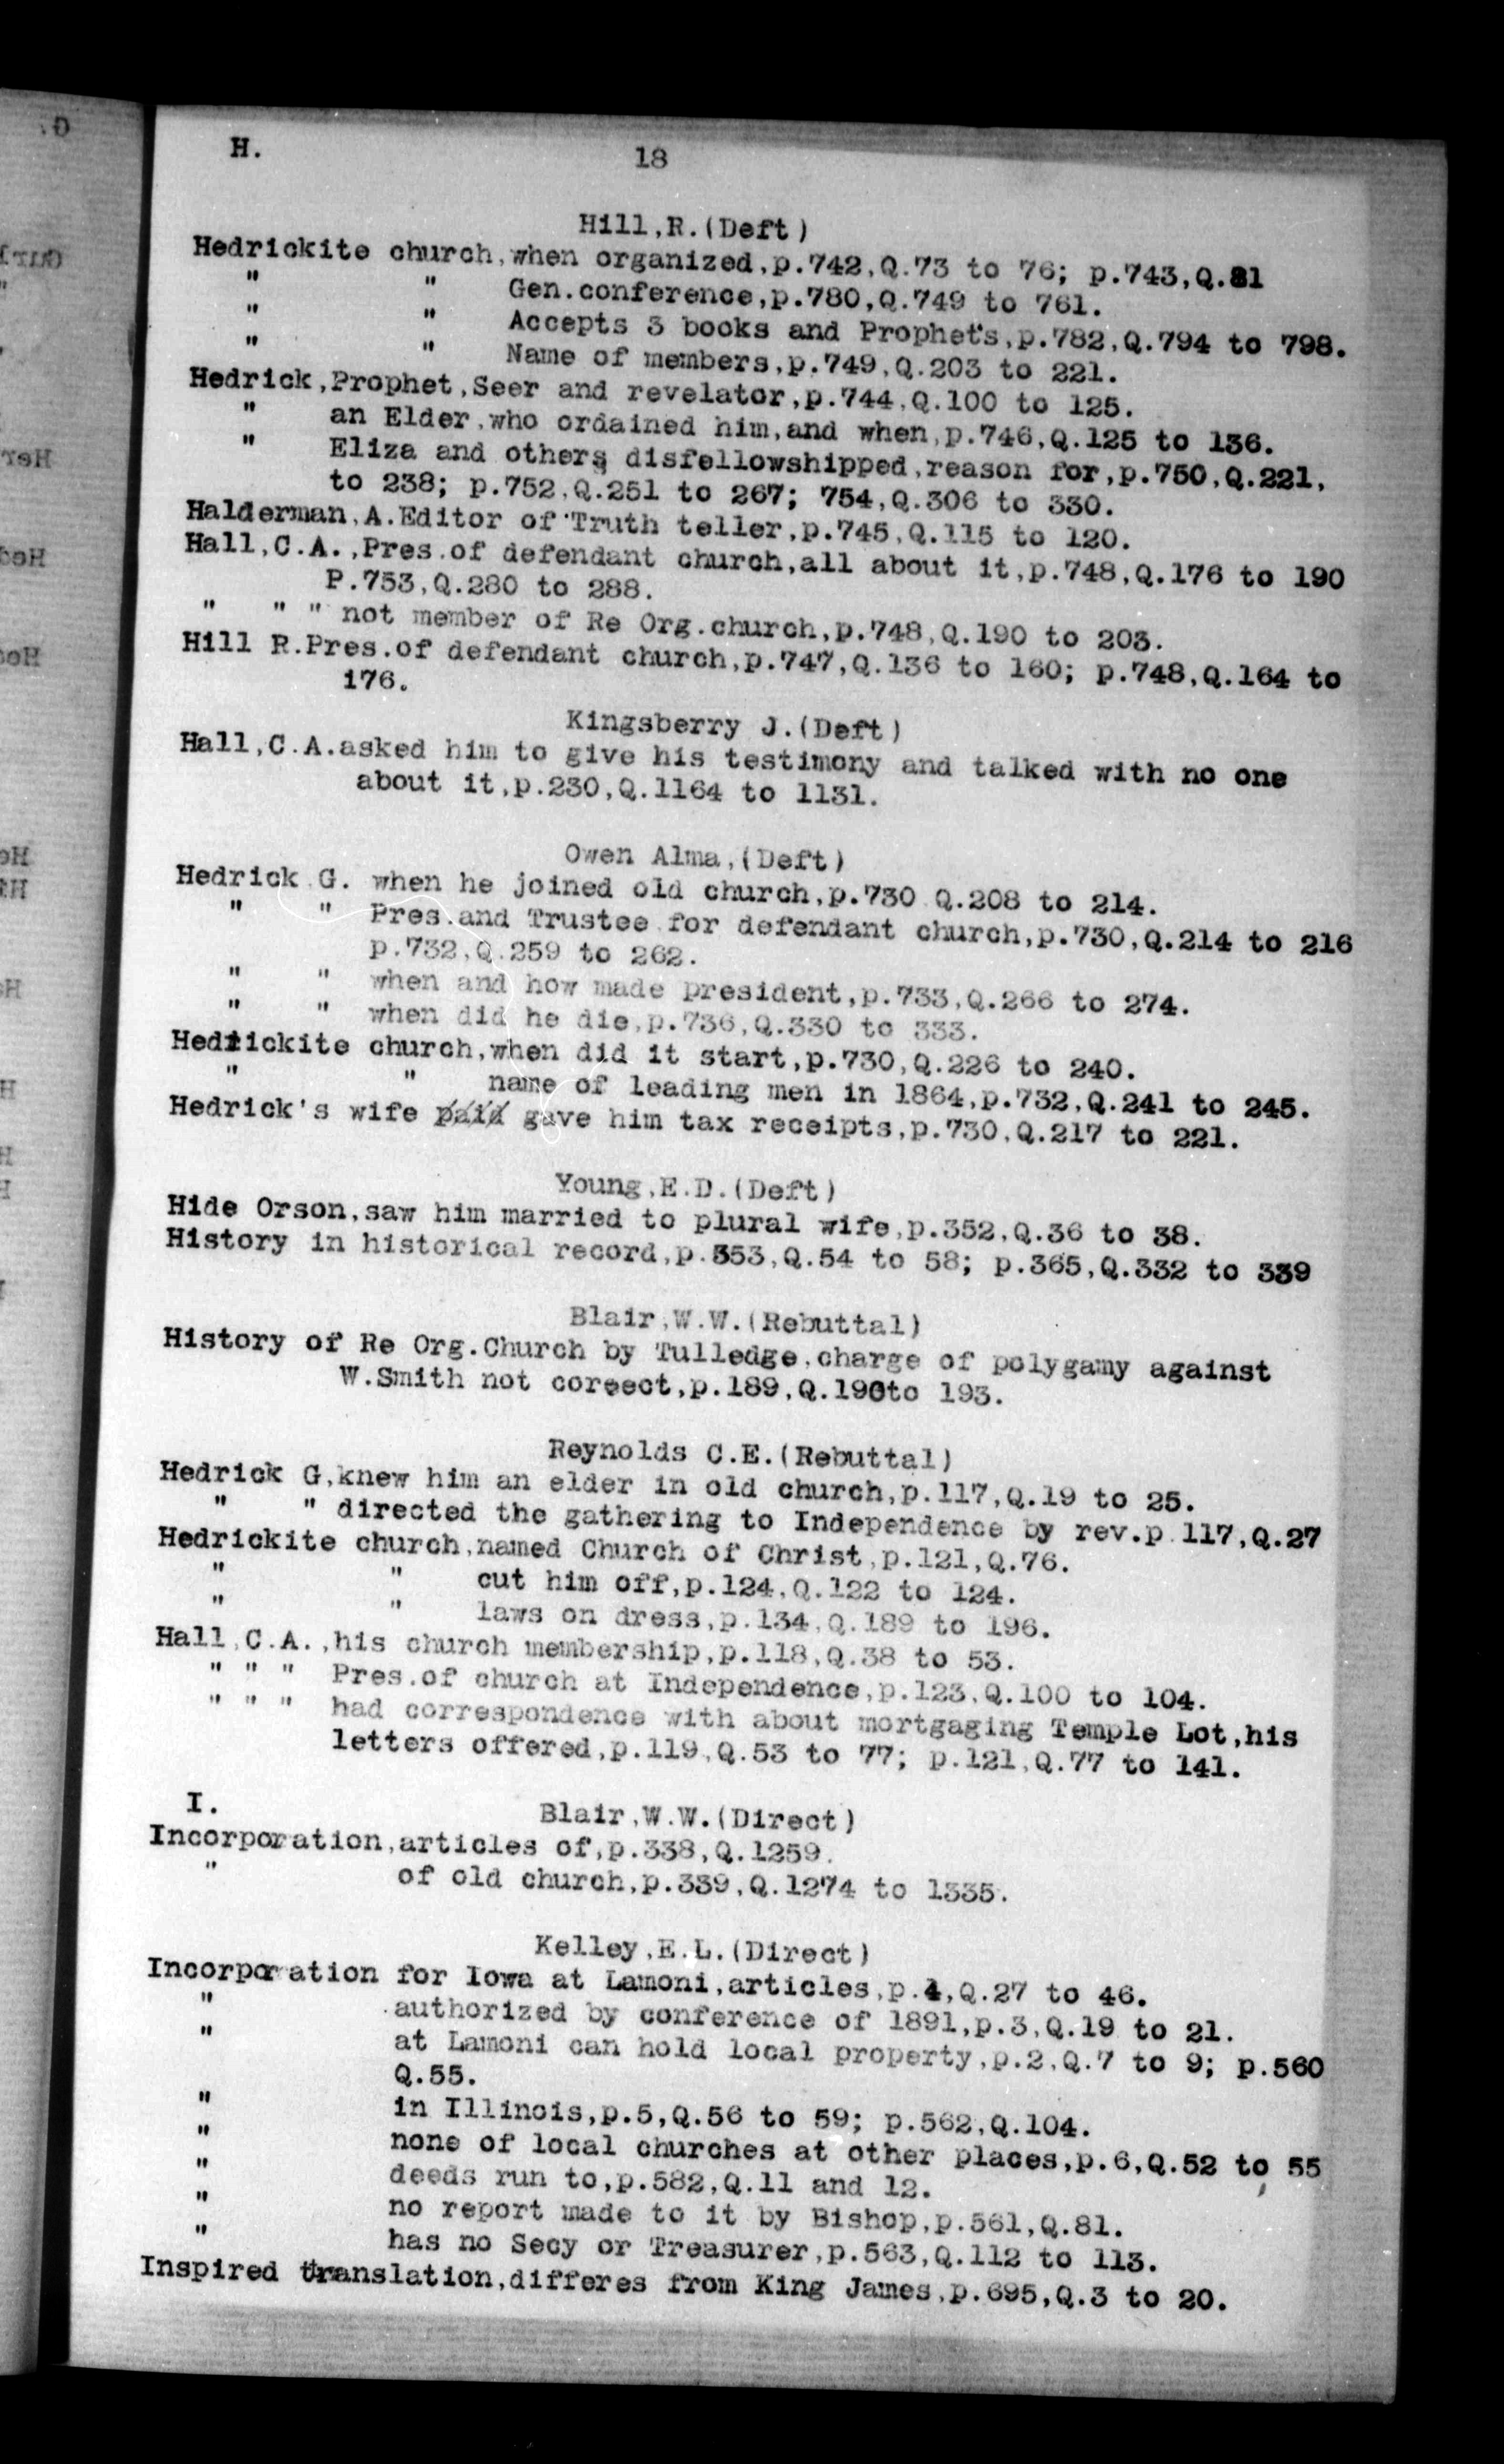 H.
18
Hill,R.(Deft)
Hedrickite church,when organized,p.742,Q.73 to 76; p.743,Q.81
" " Gen.conference,p.780,Q.749 to 761.
" " Accepts 3 books and Prophets,p.782,Q.794 to 798.
" " Name of members,p.749,Q.203 to 221.
Hedrick,Prophet,Seer and revelator,p.744,Q.100 to 125.
" an Elder,who ordained him,and when,p.746,Q.125 to 136.
" Eliza and others disfellowshipped,reason for,p.750,Q.221,
to 238; p.752,Q.251 to 267; 754,Q.306 to 330.
Halderman,A.Editor of Truth teller,p.745,Q.115 to 120.
Hall,C.A.,Pres.of defendant church,all about it,p.748,Q.176 to 190
P.753,Q.280 to 288.
" " " not member of Re Org.church,p.748,Q.190 to 203.
Hill R.Pres.of defendant church,p.747,Q.136 to 160; p.748,Q.164 to
176.
Kingsberry J.(Deft)
Hall,C.A.asked him to give his testimony and talked with no one
about it,p.230,Q.1164 to 1131.
Owen Alma,(Deft)
Hedrick G. when he joined old church,p.730 Q.208 to 214.
" " Pres.and Trustee for defendant church,p.730,Q.214 to 216
p.732,Q.259 to 262.
" " when and how made president,p.733,Q.266 to 274.
" " when did he die,p.736,Q.330 to 333.
Hedrickite church,when did it start,p.730,Q.226 to 240.
" " name of leading men in 1864,p.732,Q.241 to 245.
Hedrick's wife paid gave him tax receipts,p.730,Q.217 to 221.
Young,E.D.(Deft)
Hide Orson,saw him married to plural wife,p.352,Q.36 to 38.
History in historical record,p.353,Q.54 to 58; p.365,Q.332 to 339
Blair,W.W.(Rebuttal)
History of Re Org.Church by Tulledge,charge of polygamy against
W.Smith not coreect,p.189,Q.190to 193.
Reynolds C.E.(Rebuttal)
Hedrick G,knew him an elder in old church,p.117,Q.19 to 25.
" " directed the gathering to Independence by rev.p.117,Q.27
Hedrickite church,named Church of Christ,p.121,Q.76.
" " cut him off,p.124,Q.122 to 124.
" " laws on dress,p.134,Q.189 to 196.
Hall,C.A.,his church membership,p.118,Q.38 to 53.
" " " Pres.of church at Independence,p.123,Q.100 to 104.
" " " had correspondence with about mortgaging Temple Lot,his
letters offered,p.119,Q.53 to 77; p.121,Q.77 to 141.
I.
Blair,W.W.(Direct)
Incorporation,articles of,p.338,Q.1259.
" of old church,p.339,Q.1274 to 1335.
Kelley,E.L.(Direct)
Incorporation for Iowa at Lamoni,articles,p.4,Q.27 to 46.
" authorized by conference of 1891,p.3,Q.19 to 21.
" at Lamoni can hold local property,p.2,Q.7 to 9; p.560
Q.55.
" in Illinois,p.5,Q.56 to 59; p.562,Q.104.
" none of local churches at other places,p.6,Q.52 to 55
" deeds run to,p.582,Q.11 and 12.
" no report made to it by Bishop,p.561,Q.81.
" has no Secy or Treasurer,p.563,Q.112 to 113.
Inspired translation,differes from King James,p.695,Q.3 to 20.